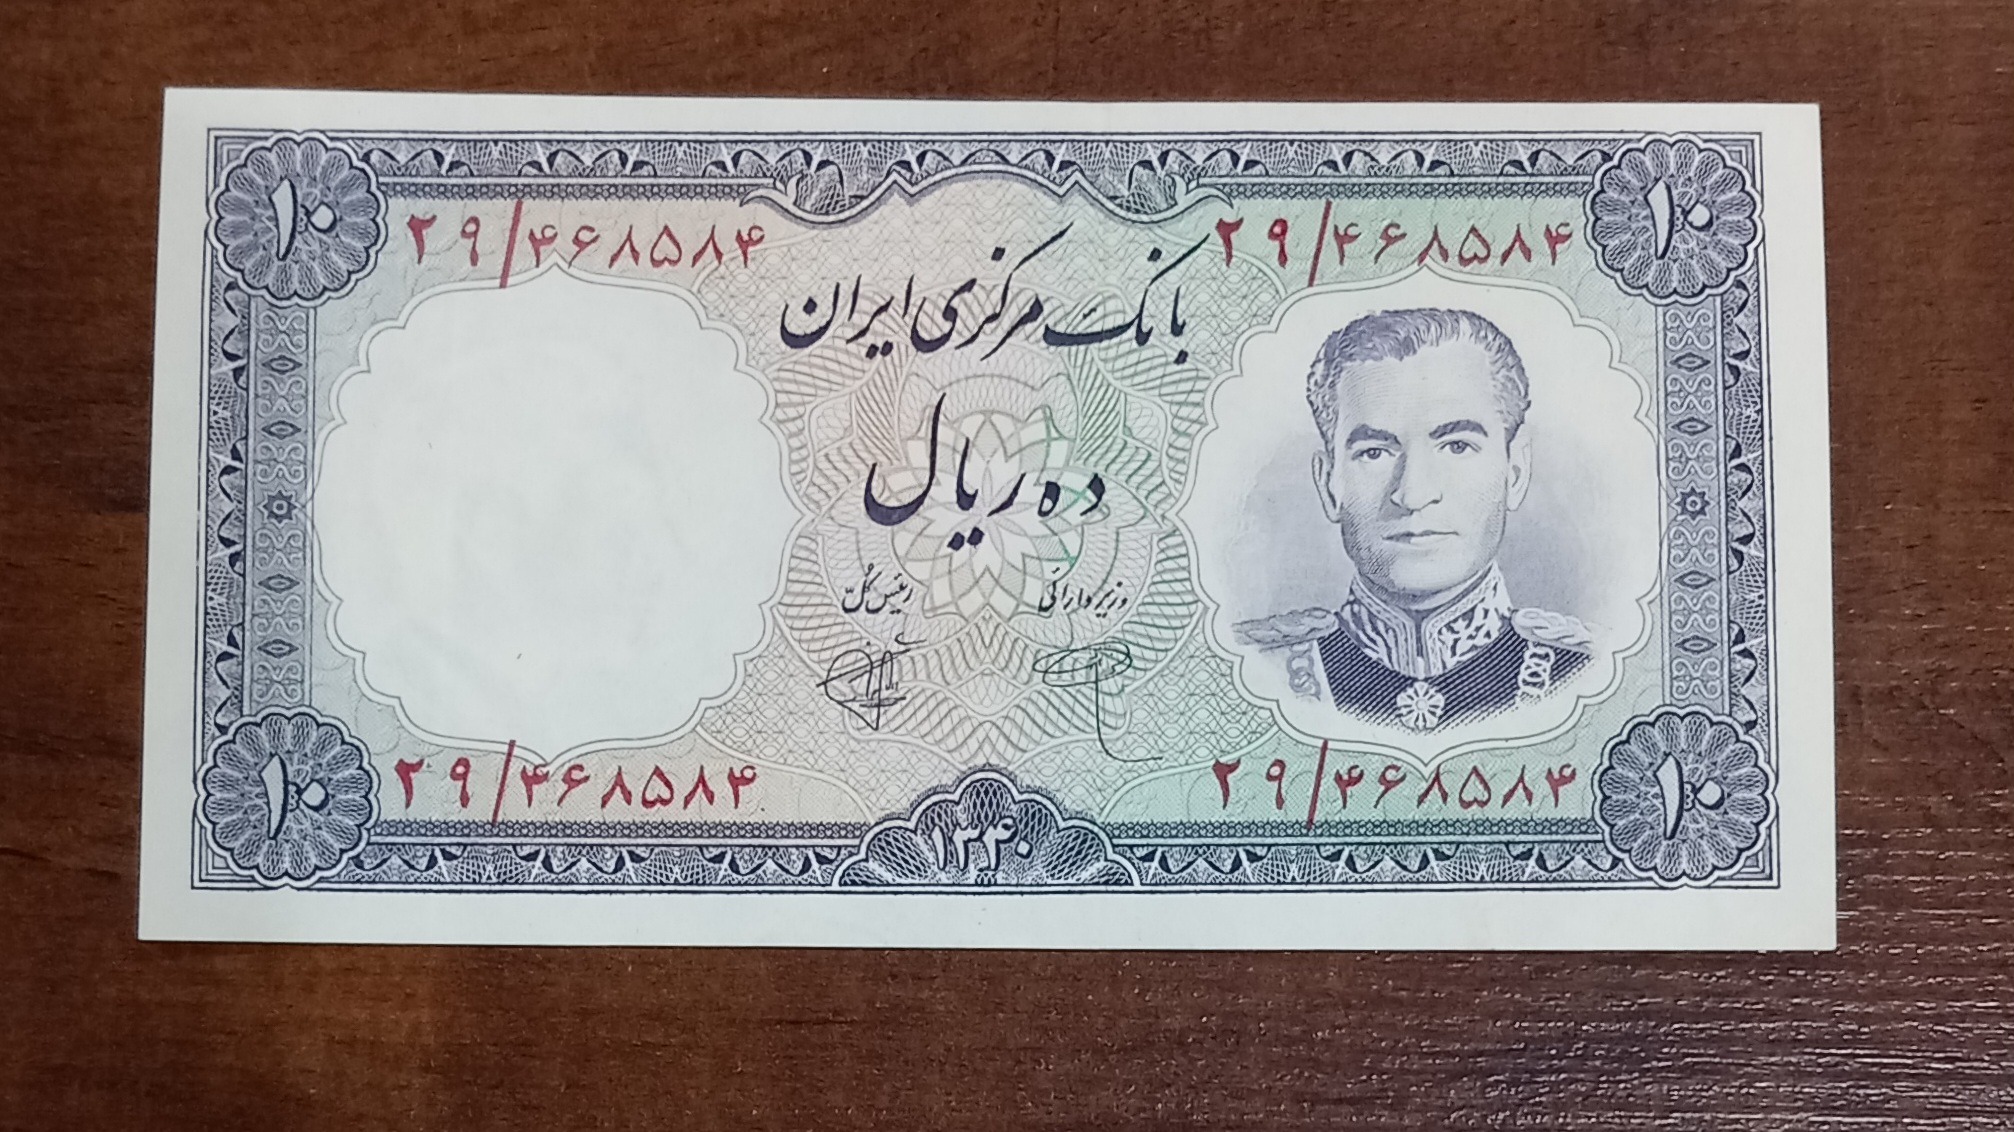 ۱۰ ۱۰
۲۹/۴۶۸۵۸۴ ۲۹/۴۶۸۵۸۴
بانک مرکزی ایران
ده ریال
وزیر دارائی رئیس کلّ
۲۹/۴۶۸۵۸۴ ۲۹/۴۶۸۵۸۴
۱۰ ۱۰
۱۳۴۰